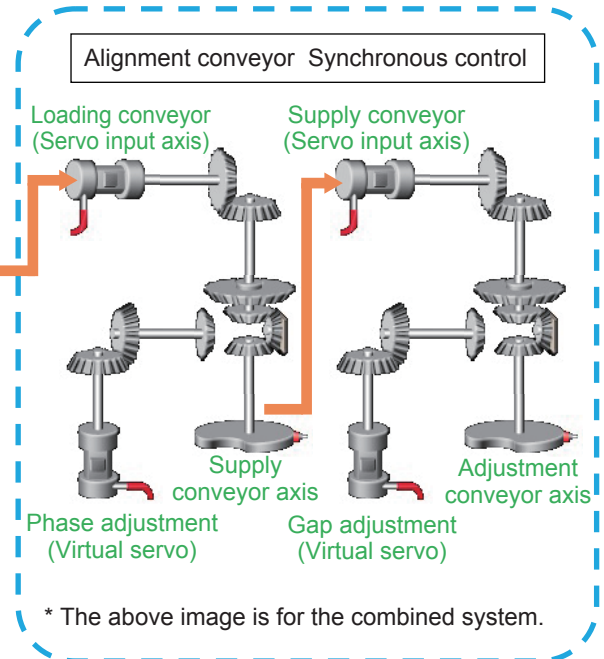 Alignment conveyor  Synchronous control
Loading conveyor
(Servo input axis)
Supply conveyor
(Servo input axis)
Supply
conveyor axis
Adjustment
conveyor axis
Phase adjustment
(Virtual servo)
Gap adjustment
(Virtual servo)
* The above image is for the combined system.